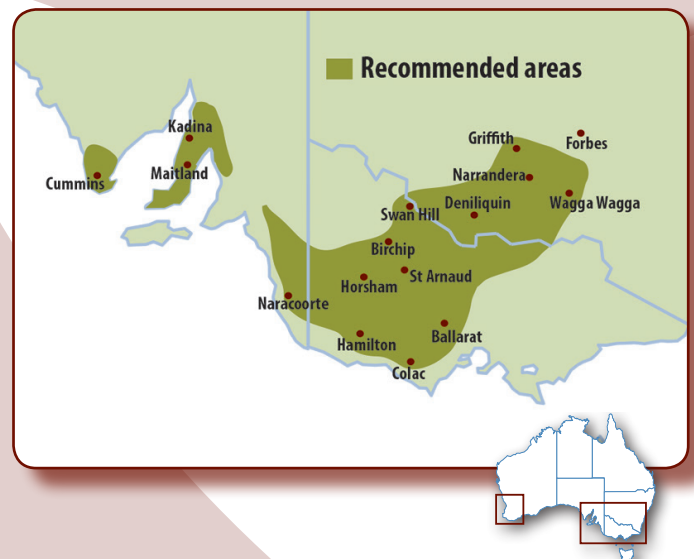 Recommended areas
Kadina
Maitland
Cummins
Griffith
Forbes
Narrandera
Wagga Wagga
Deniliquin
Swan Hill
Birchip
St Arnaud
Horsham
Naracoorte
Ballarat
Hamilton
Colac